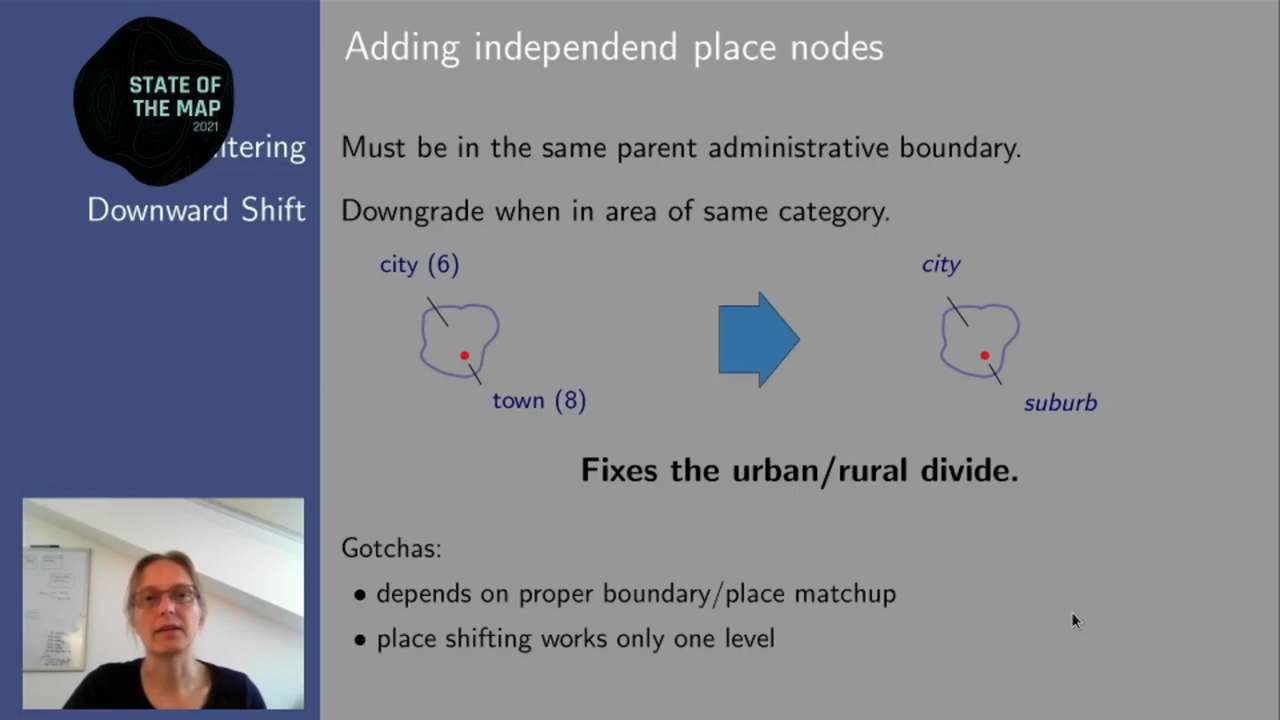 Adding independend place nodes
STATE OF
THE MAP
2021
Must be in the same parent administrative boundary.
Downward Shift
Downgrade when in area of same category.
city (6)
city
town (8)
suburb
Fixes the urban/rural divide.
Gotchas:
• depends on proper boundary/place matchup
• place shifting works only one level